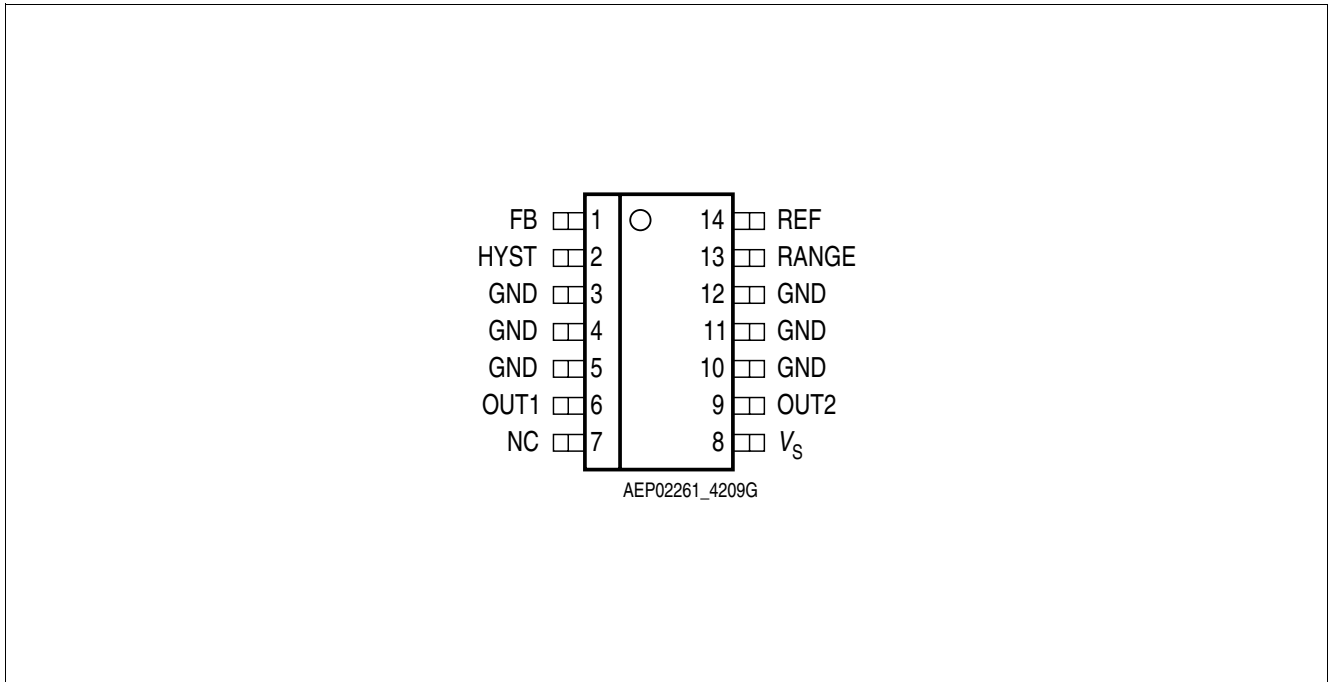 FB 1 14 REF
HYST 2 13 RANGE
GND 3 12 GND
GND 4 11 GND
GND 5 10 GND
OUT1 6 9 OUT2
NC 7 8 VS
AEP02261_4209G